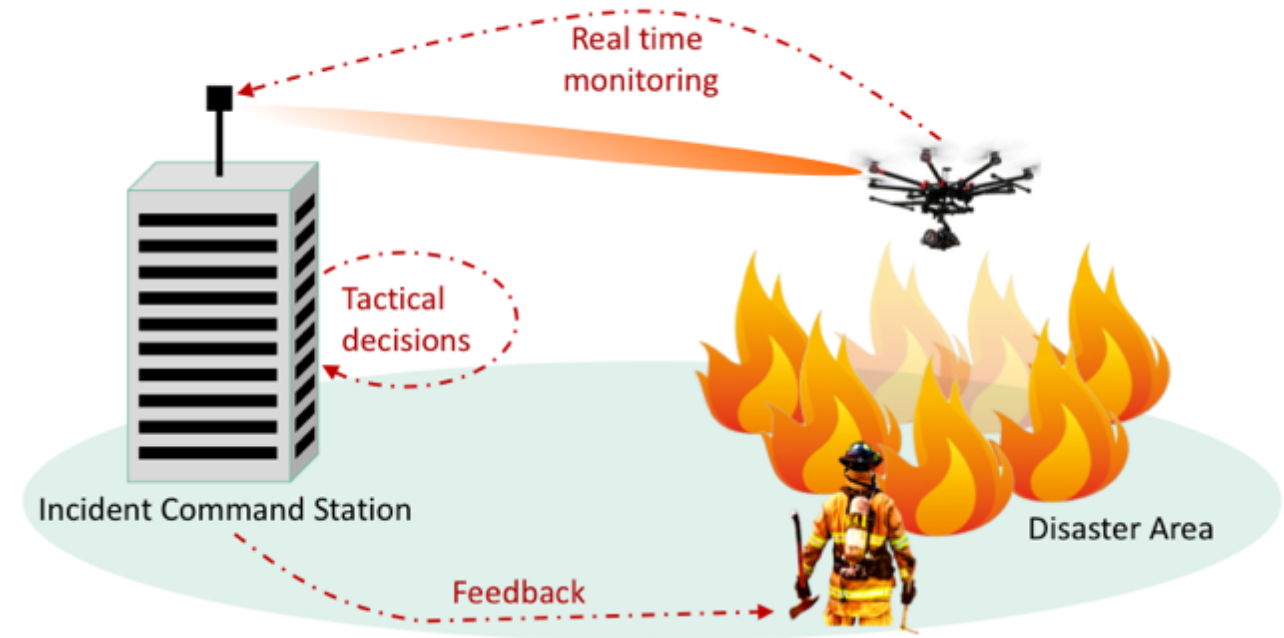 Real time
monitoring
Tactical
decisions
Incident Command Station
Disaster Area
Feedback